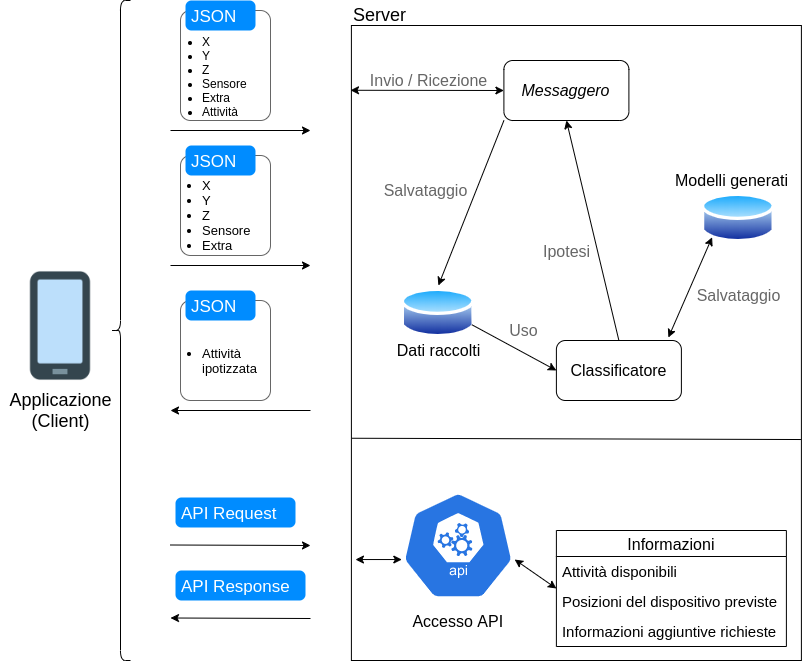 Server
JSON
X
Y
Z
Sensore
Extra
Attività
JSON
X
Y
Z
Sensore
Extra
JSON
Attività
ipotizzata
Applicazione
(Client)
API Request
API Response
Invio / Ricezione
Messaggero
Salvataggio
Modelli generati
Ipotesi
Salvataggio
Dati raccolti
Uso
Classificatore
api
Accesso API
Informazioni
Attività disponibili
Posizioni del dispositivo previste
Informazioni aggiuntive richieste